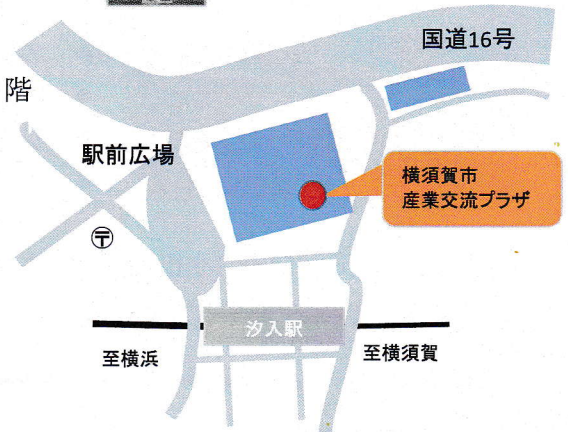 国道16号
階
駅前広場
横須賀市
産業交流プラザ
〒
汐入駅
至横浜
至横須賀